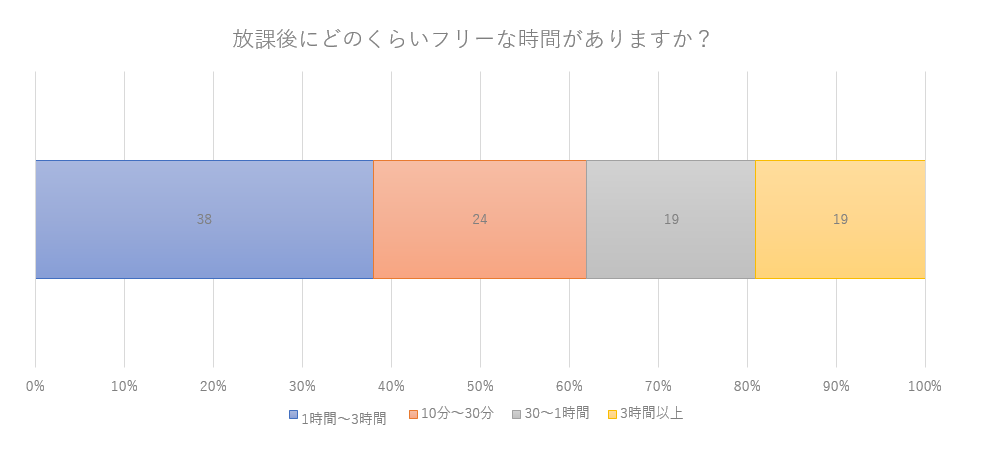 放課後にどのくらいフリーな時間がありますか？
38 24 19 19
0% 10% 20% 30% 40% 50% 60% 70% 80% 90% 100%
1時間～3時間 10分～30分 30～1時間 3時間以上